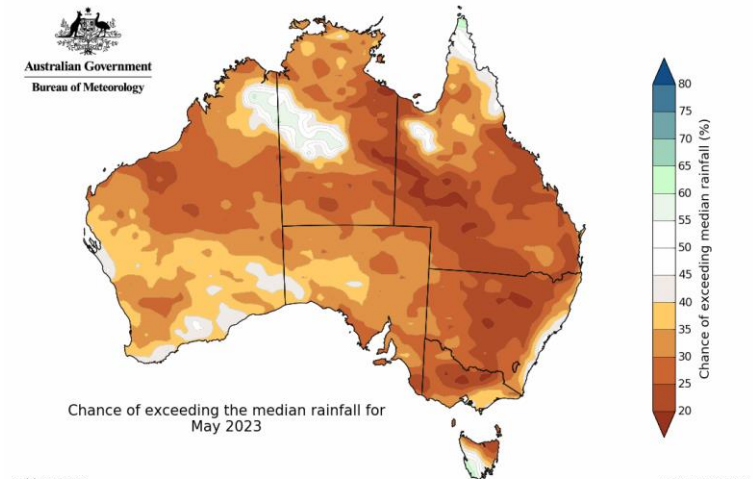 Australian Government
Bureau of Meteorology
80
75
70
65
60
55
50
45
40
35
30
25
20
Chance of exceeding median rainfall (%)
Chance of exceeding the median rainfall for
May 2023